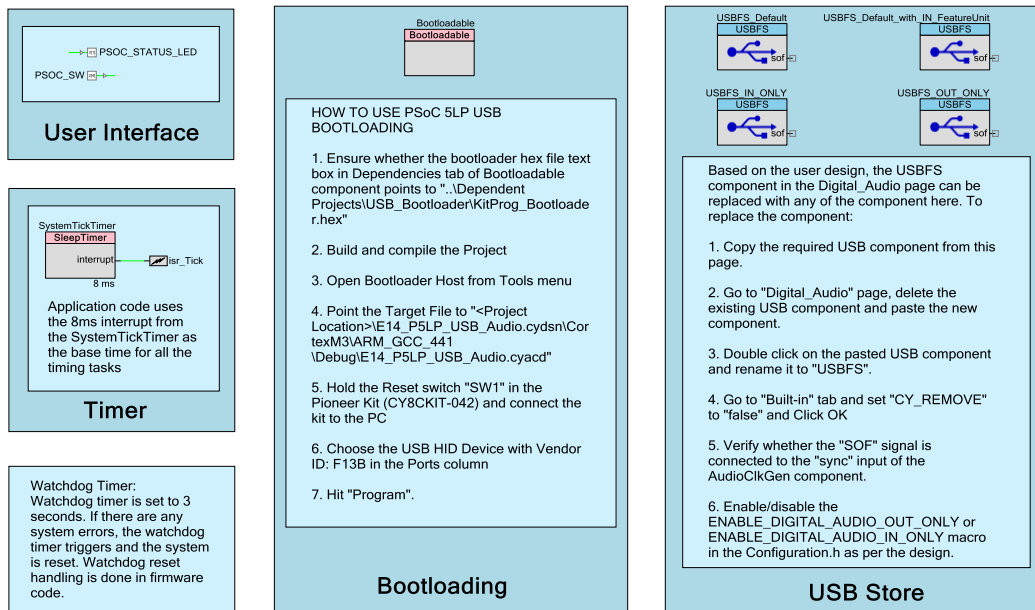 PSOC_STATUS_LED
PSOC_SW
User Interface
SystemTickTimer
SleepTimer
interrupt
isr_Tick
8 ms
Application code uses
the 8ms interrupt from
the SystemTickTimer as
the base time for all the
timing tasks
Timer
Watchdog Timer:
Watchdog timer is set to 3
seconds. If there are any
system errors, the watchdog
timer triggers and the system
is reset. Watchdog reset
handling is done in firmware
code.
Bootloadable
Bootloadable
HOW TO USE PSoC 5LP USB
BOOTLOADING
1. Ensure whether the bootloader hex file text
box in Dependencies tab of Bootloadable
component points to "..\Dependent
Projects\USB_Bootloader\KitProg_Bootloade
r.hex"
2. Build and compile the Project
3. Open Bootloader Host from Tools menu
4. Point the Target File to "<Project
Location>\E14_P5LP_USB_Audio.cydsn\Cor
texM3\ARM_GCC_441
\Debug\E14_P5LP_USB_Audio.cyacd"
5. Hold the Reset switch "SW1" in the
Pioneer Kit (CY8CKIT-042) and connect the
kit to the PC
6. Choose the USB HID Device with Vendor
ID: F13B in the Ports column
7. Hit "Program".
Bootloading
USBFS_Default
USBFS
sof
USBFS_Default_with_IN_FeatureUnit
USBFS
sof
USBFS_IN_ONLY
USBFS
sof
USBFS_OUT_ONLY
USBFS
sof
Based on the user design, the USBFS
component in the Digital_Audio page can be
replaced with any of the component here. To
replace the component:
1. Copy the required USB component from this
page.
2. Go to "Digital_Audio" page, delete the
existing USB component and paste the new
component.
3. Double click on the pasted USB component
and rename it to "USBFS".
4. Go to "Built-in" tab and set "CY_REMOVE"
to "false" and Click OK
5. Verify whether the "SOF" signal is
connected to the "sync" input of the
AudioClkGen component.
6. Enable/disable the
ENABLE_DIGITAL_AUDIO_OUT_ONLY or
ENABLE_DIGITAL_AUDIO_IN_ONLY macro
in the Configuration.h as per the design.
USB Store